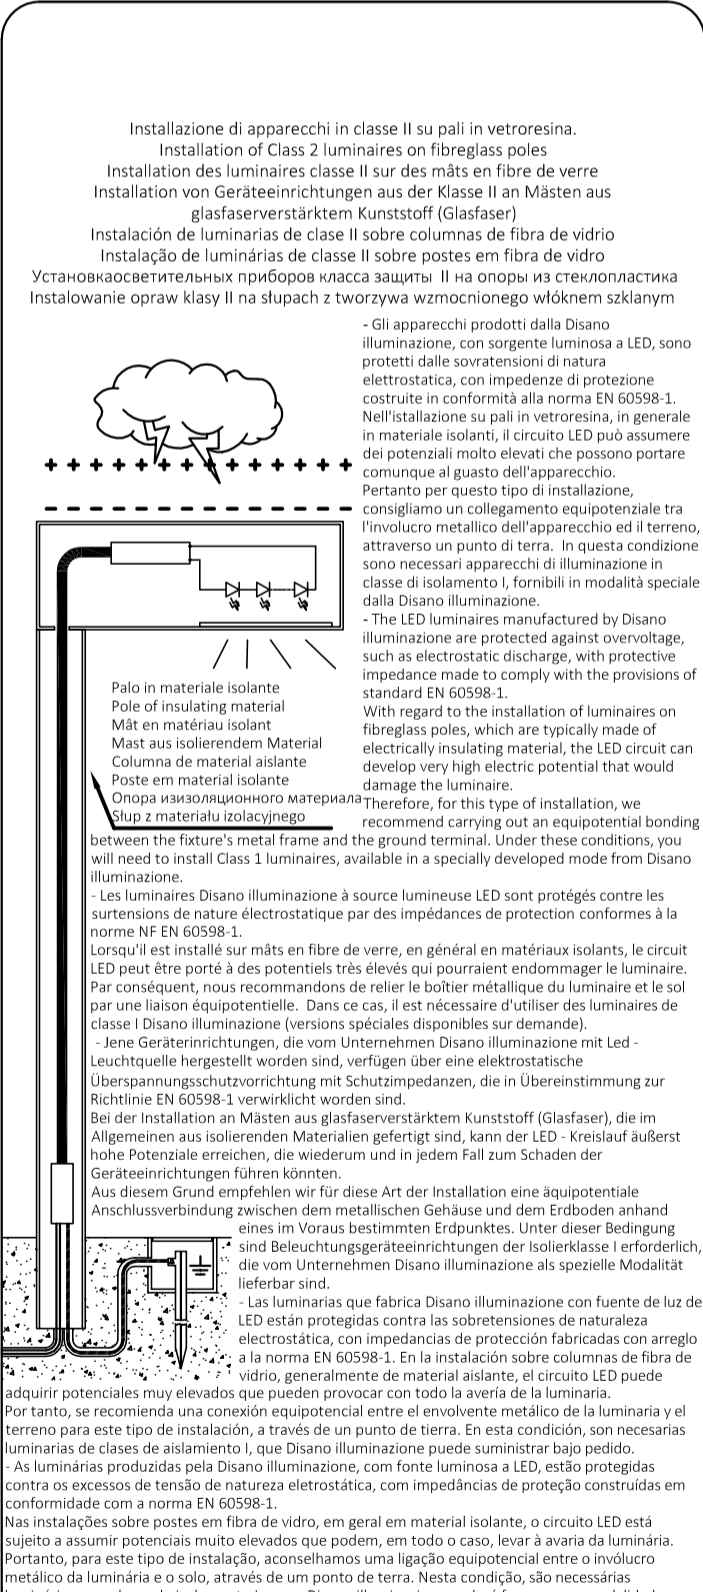 Installazione di apparecchi in classe II su pali in vetroresina.
Installation of Class 2 luminaires on fibreglass poles
Installation des luminaires classe II sur des mâts en fibre de verre
Installation von Geräteeinrichtungen aus der Klasse II an Mästen aus
glasfaserverstärktem Kunststoff (Glasfaser)
Instalación de luminarias de clase II sobre columnas de fibra de vidrio
Instalação de luminárias de classe II sobre postes em fibra de vidro
Установкаосветительных приборов класса защиты II на опоры из стеклопластика
Instalowanie opraw klasy II na słupach z tworzywa wzmocnionego włóknem szklanym
- Gli apparecchi prodotti dalla Disano
illuminazione, con sorgente luminosa a LED, sono
protetti dalle sovratensioni di natura
elettrostatica, con impedenze di protezione
costruite in conformità alla norma EN 60598-1.
Nell'istallazione su pali in vetroresina, in generale
in materiale isolanti, il circuito LED può assumere
dei potenziali molto elevati che possono portare
comunque al guasto dell'apparecchio.
Pertanto per questo tipo di installazione,
consigliamo un collegamento equipotenziale tra
l'involucro metallico dell'apparecchio ed il terreno,
attraverso un punto di terra. In questa condizione
sono necessari apparecchi di illuminazione in
classe di isolamento I, fornibili in modalità speciale
dalla Disano illuminazione.
- The LED luminaires manufactured by Disano
illuminazione are protected against overvoltage,
such as electrostatic discharge, with protective
impedance made to comply with the provisions of
standard EN 60598-1.
With regard to the installation of luminaires on
fibreglass poles, which are typically made of
electrically insulating material, the LED circuit can
develop very high electric potential that would
damage the luminaire.
Therefore, for this type of installation, we
recommend carrying out an equipotential bonding
Palo in materiale isolante
Pole of insulating material
Mât en matériau isolant
Mast aus isolierendem Material
Columna de material aislante
Poste em material isolante
Опора изизоляционного материала
Słup z materiału izolacyjnego
between the fixture's metal frame and the ground terminal. Under these conditions, you
will need to install Class 1 luminaires, available in a specially developed mode from Disano
illuminazione.
- Les luminaires Disano illuminazione à source lumineuse LED sont protégés contre les
surtensions de nature électrostatique par des impédances de protection conformes à la
norme NF EN 60598-1.
Lorsqu'il est installé sur mâts en fibre de verre, en général en matériaux isolants, le circuit
LED peut être porté à des potentiels très élevés qui pourraient endommager le luminaire.
Par conséquent, nous recommandons de relier le boîtier métallique du luminaire et le sol
par une liaison équipotentielle. Dans ce cas, il est nécessaire d'utiliser des luminaires de
classe I Disano illuminazione (versions spéciales disponibles sur demande).
- Jene Geräterinrichtungen, die vom Unternehmen Disano illuminazione mit Led -
Leuchtquelle hergestellt worden sind, verfügen über eine elektrostatische
Überspannungsschutzvorrichtung mit Schutzimpedanzen, die in Übereinstimmung zur
Richtlinie EN 60598-1 verwirklicht worden sind.
Bei der Installation an Mästen aus glasfaserverstärktem Kunststoff (Glasfaser), die im
Allgemeinen aus isolierenden Materialien gefertigt sind, kann der LED - Kreislauf äußerst
hohe Potenziale erreichen, die wiederum und in jedem Fall zum Schaden der
Geräteeinrichtungen führen könnten.
Aus diesem Grund empfehlen wir für diese Art der Installation eine äquipotentiale
Anschlussverbindung zwischen dem metallischen Gehäuse und dem Erdboden anhand
eines im Voraus bestimmten Erdpunktes. Unter dieser Bedingung
sind Beleuchtungsgeräteeinrichtungen der Isolierklasse I erforderlich,
die vom Unternehmen Disano illuminazione als spezielle Modalität
lieferbar sind.
- Las luminarias que fabrica Disano illuminazione con fuente de luz de
LED están protegidas contra las sobretensiones de naturaleza
electrostática, con impedancias de protección fabricadas con arreglo
a la norma EN 60598-1. En la instalación sobre columnas de fibra de
vidrio, generalmente de material aislante, el circuito LED puede
adquirir potenciales muy elevados que pueden provocar con todo la avería de la luminaria.
Por tanto, se recomienda una conexión equipotencial entre el envolvente metálico de la luminaria y el
terreno para este tipo de instalación, a través de un punto de tierra. En esta condición, son necesarias
luminarias de clases de aislamiento I, que Disano illuminazione puede suministrar bajo pedido.
- As luminárias produzidas pela Disano illuminazione, com fonte luminosa a LED, estão protegidas
contra os excessos de tensão de natureza eletrostática, com impedâncias de proteção construídas em
conformidade com a norma EN 60598-1.
Nas instalações sobre postes em fibra de vidro, em geral em material isolante, o circuito LED está
sujeito a assumir potenciais muito elevados que podem, em todo o caso, levar à avaria da luminária.
Portanto, para este tipo de instalação, aconselhamos uma ligação equipotencial entre o invólucro
metálico da luminária e o solo, através de um ponto de terra. Nesta condição, são necessárias